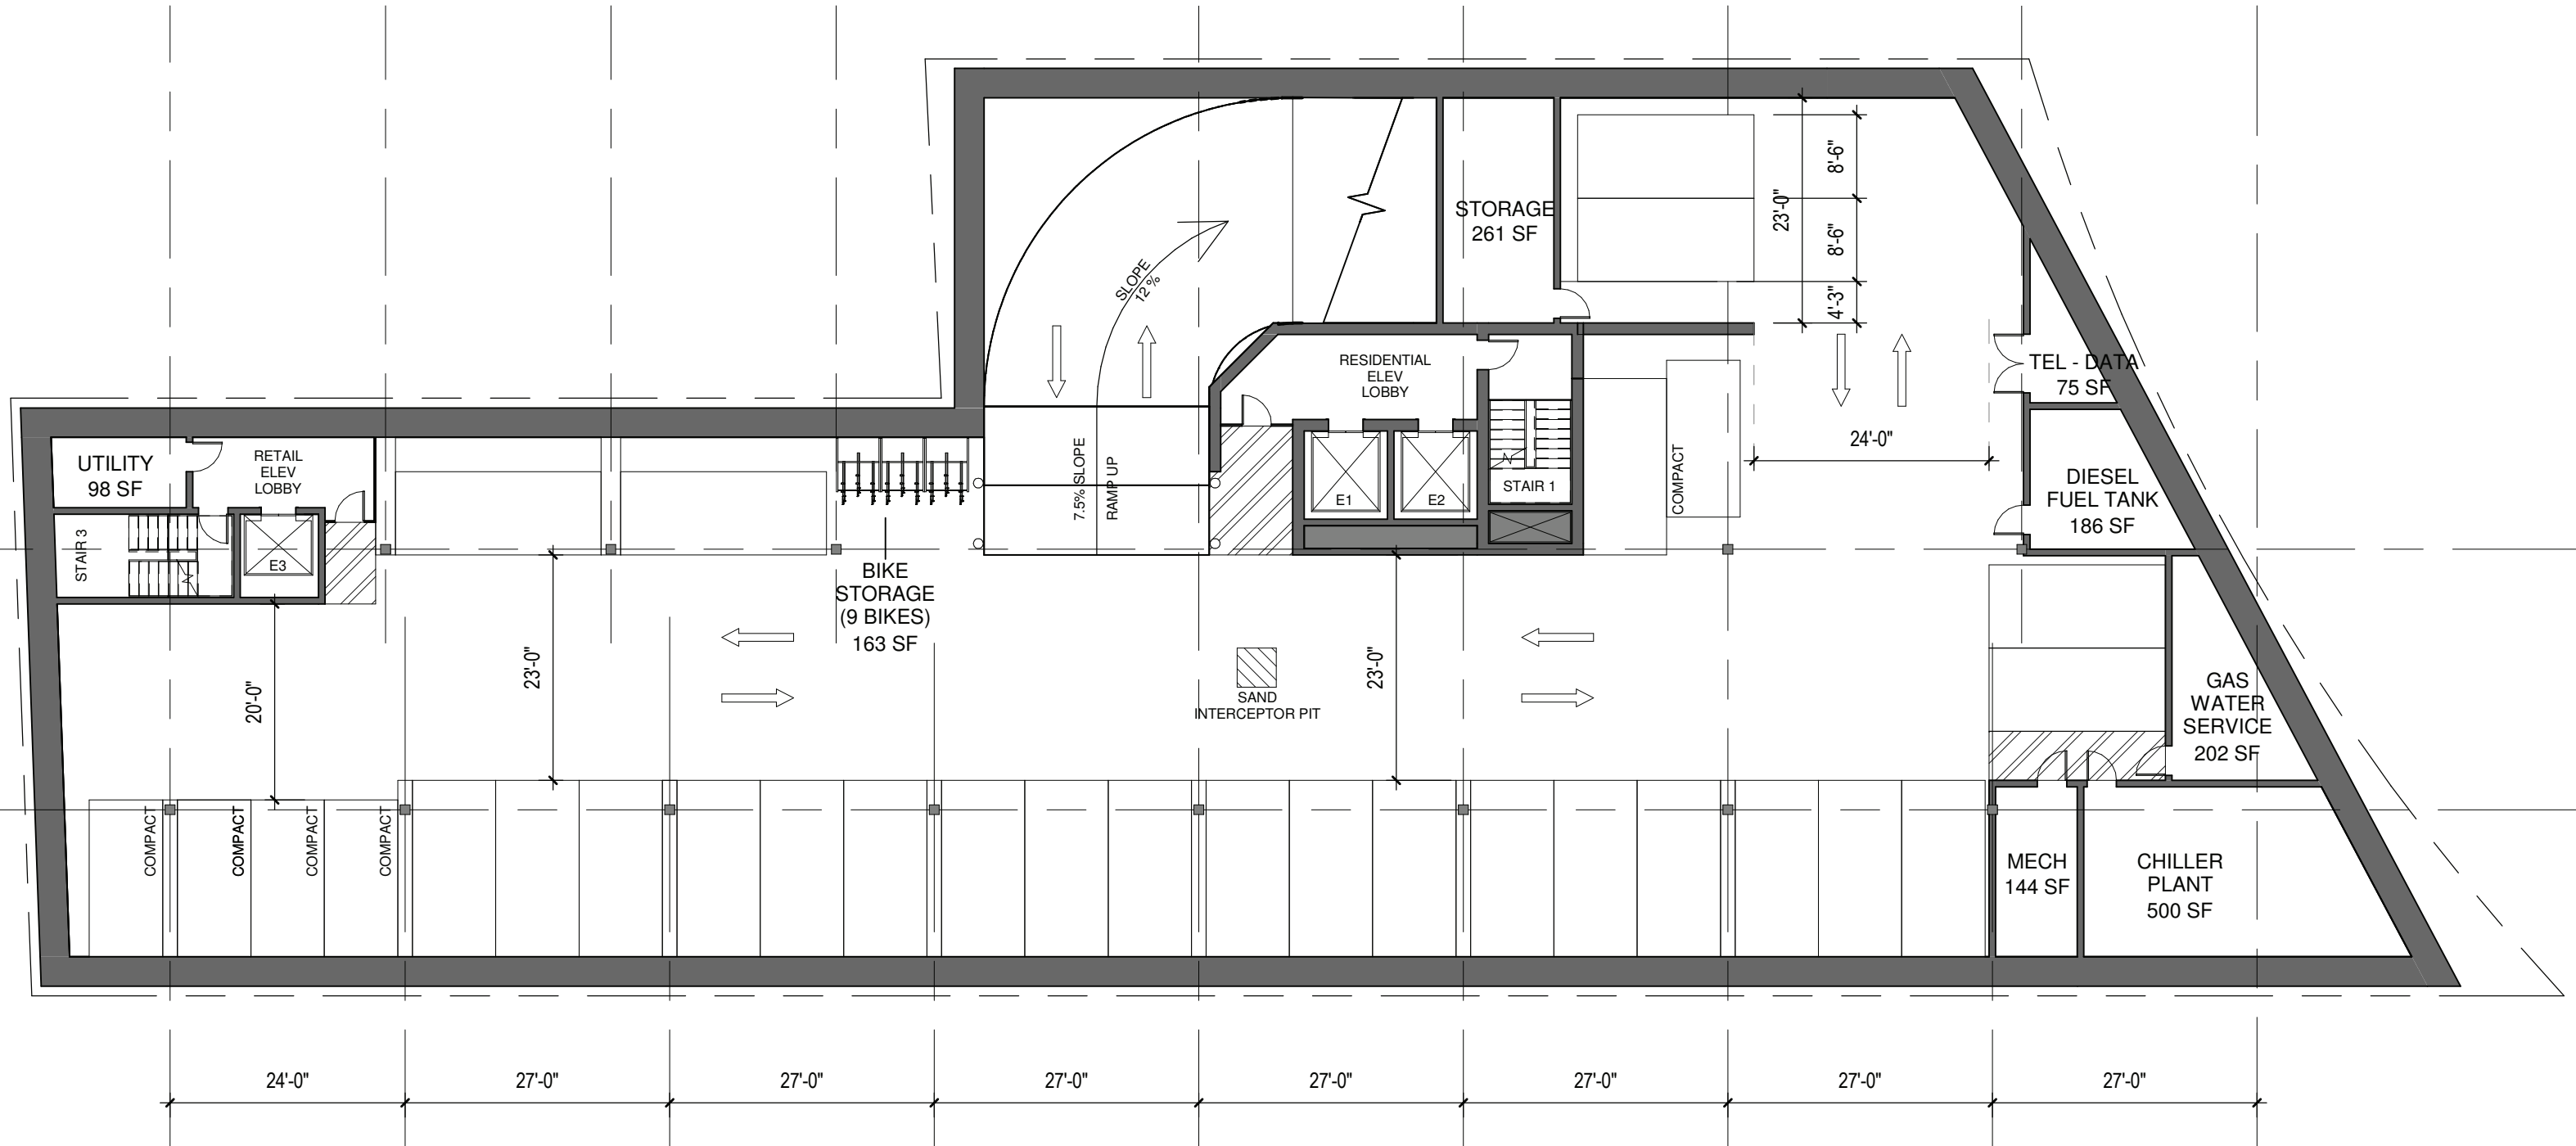 STORAGE
261 SF
8'-6"
23'-0"
8'-6"
4'-3"
SLOPE
12 %
RESIDENTIAL
ELEV
LOBBY
TEL - DATA
75 SF
24'-0"
UTILITY
98 SF
RETAIL
ELEV
LOBBY
7.5% SLOPE
RAMP UP
E1
E2
STAIR 1
COMPACT
DIESEL
FUEL TANK
186 SF
STAIR 3
E3
BIKE
STORAGE
(9 BIKES)
163 SF
20'-0"
23'-0"
23'-0"
SAND
INTERCEPTOR PIT
GAS
WATER
SERVICE
202 SF
COMPACT
COMPACT
COMPACT
COMPACT
MECH
144 SF
CHILLER
PLANT
500 SF
24'-0"
27'-0"
27'-0"
27'-0"
27'-0"
27'-0"
27'-0"
27'-0"